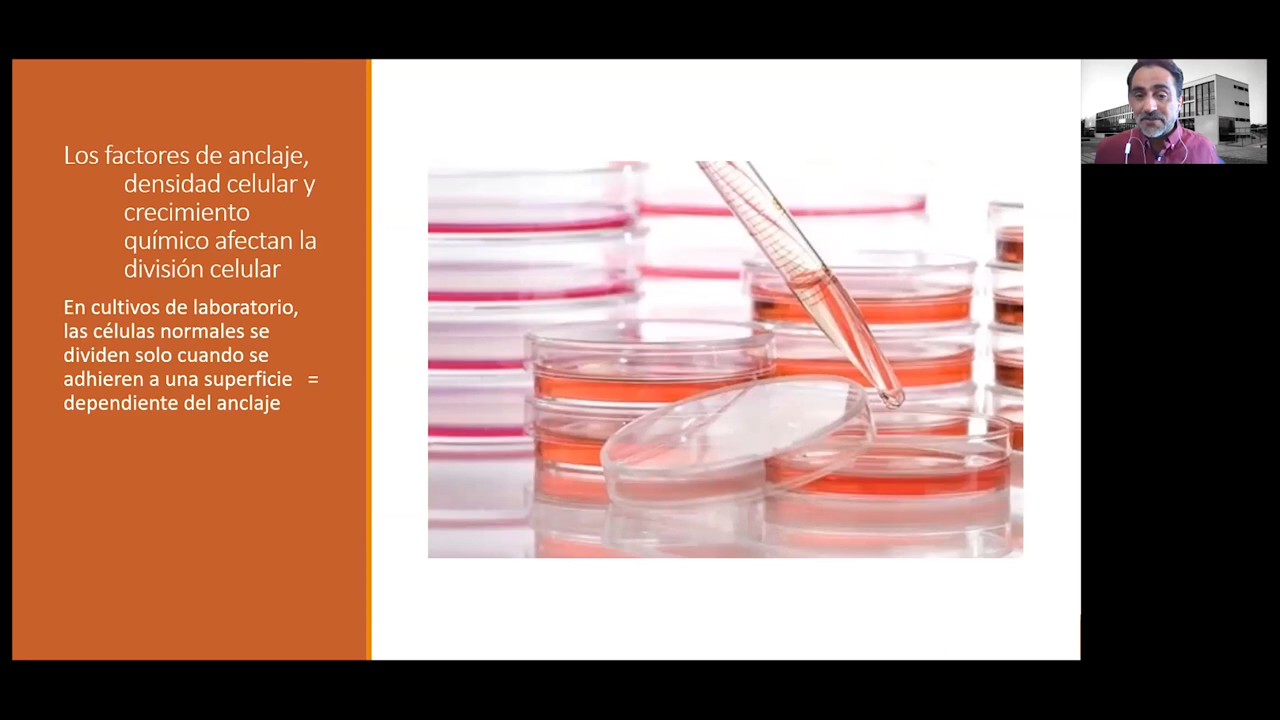 Los factores de anclaje,
densidad celular y
crecimiento
químico afectan la
división celular
En cultivos de laboratorio,
las células normales se
dividen solo cuando se
adhieren a una superficie =
dependiente del anclaje